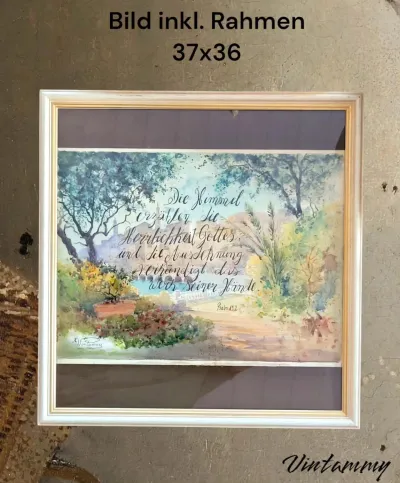 Bild inkl. Rahmen
37x36
Die Himmel
erzählen die
Herrlichkeit Gottes,
und die Ausdehnung
verkündigt das
Werk seiner Hände
Vintammy